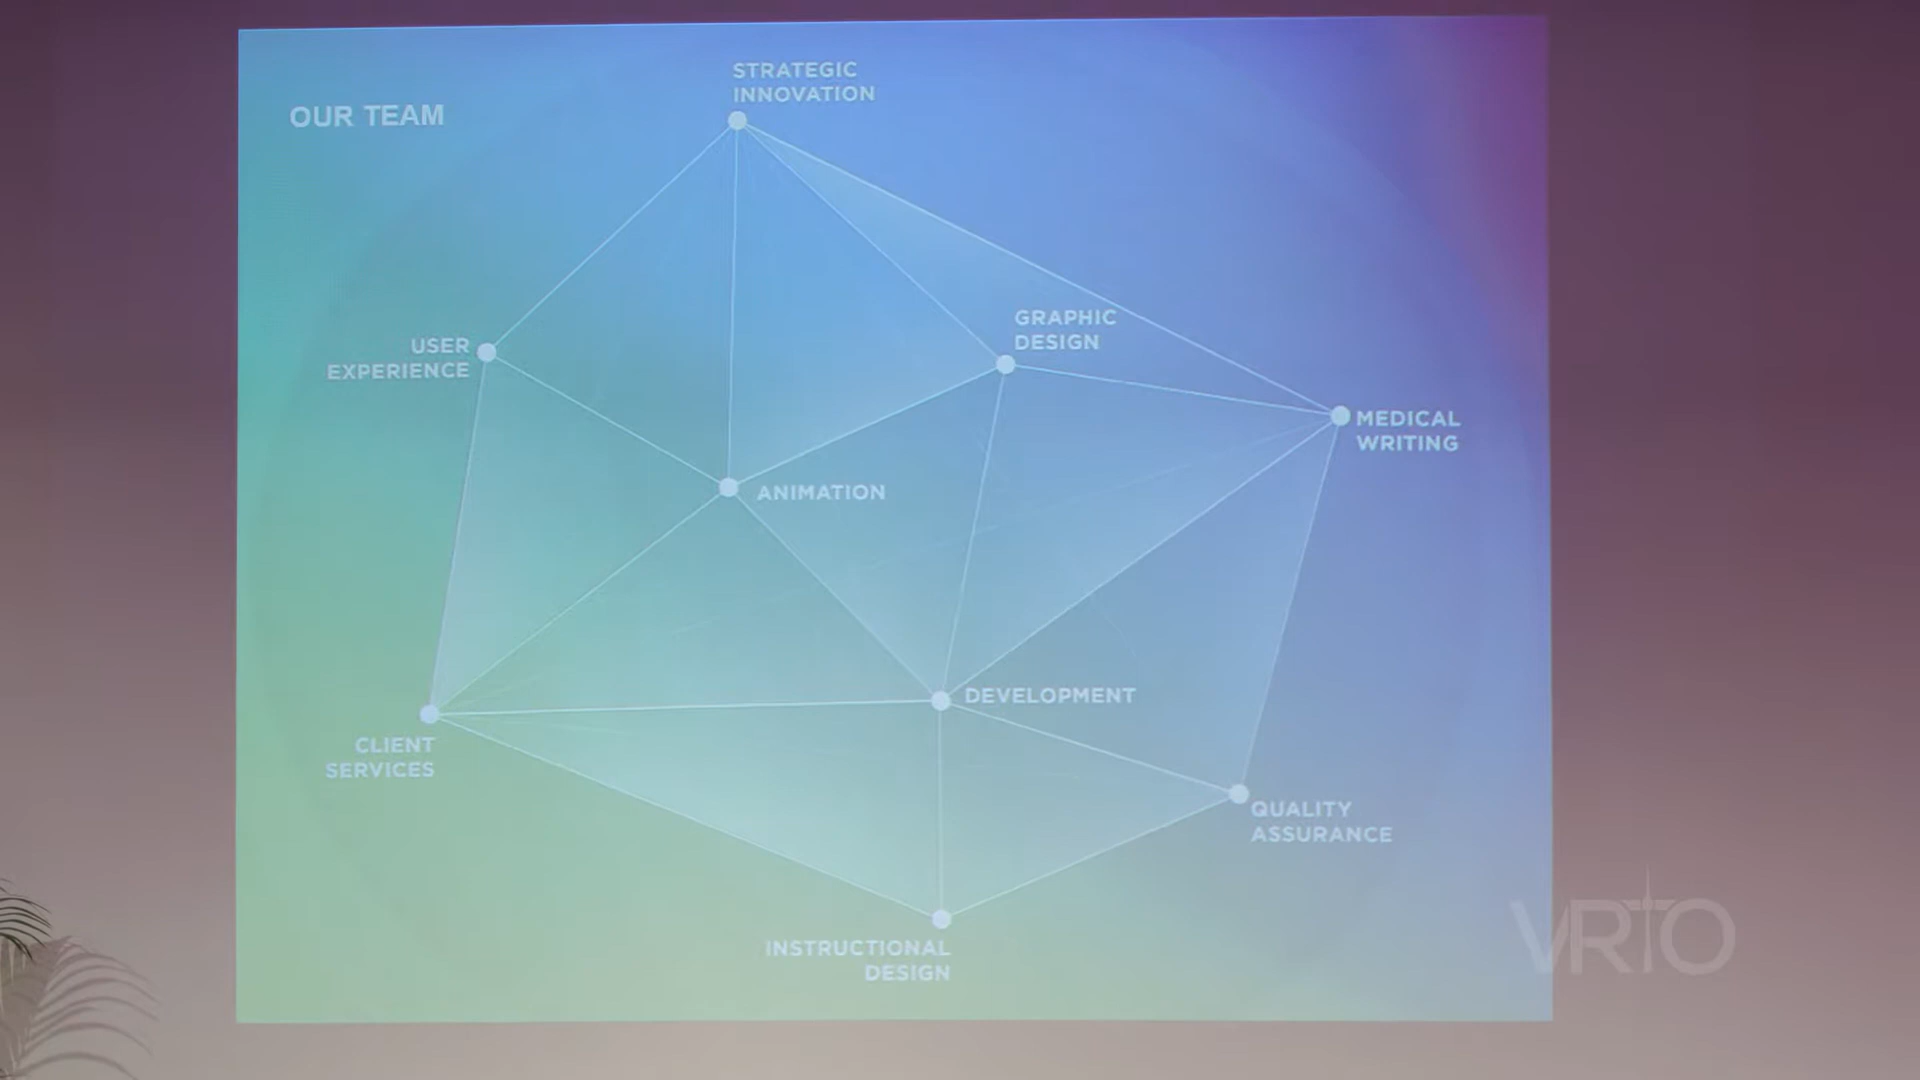 OUR TEAM
STRATEGIC
INNOVATION
USER
EXPERIENCE
GRAPHIC
DESIGN
MEDICAL
WRITING
ANIMATION
DEVELOPMENT
CLIENT
SERVICES
QUALITY
ASSURANCE
INSTRUCTIONAL
DESIGN
VRTO